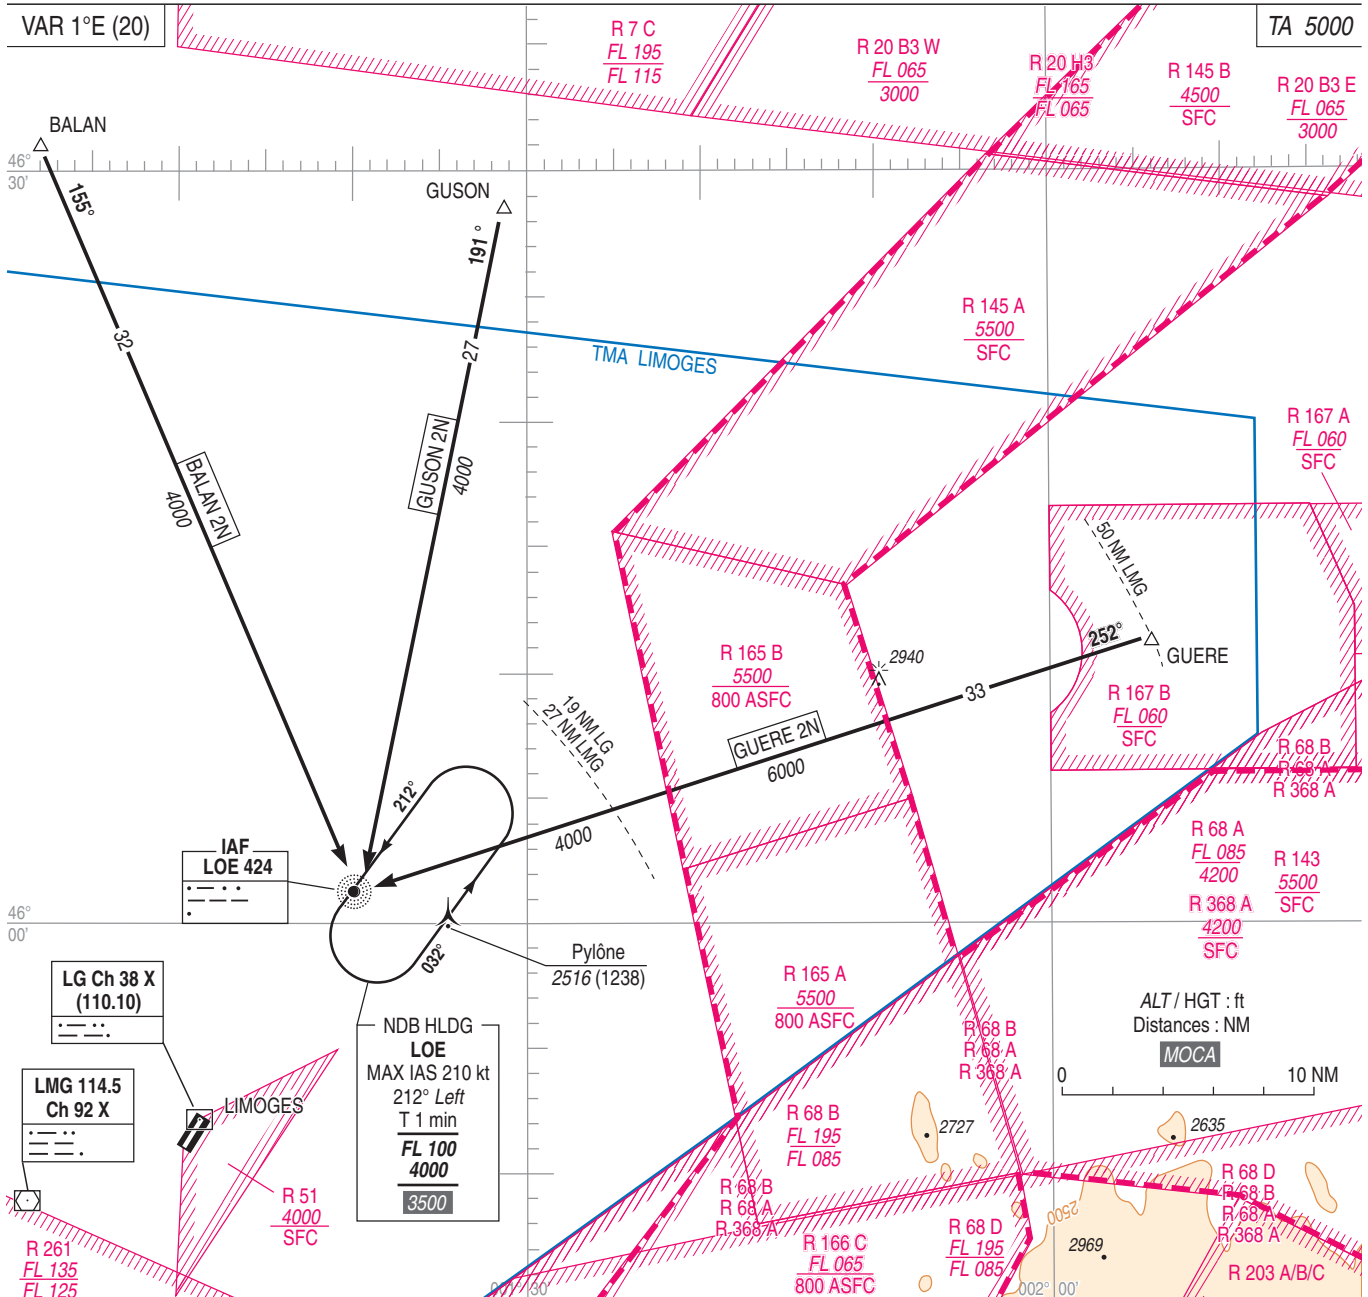 VAR 1°E (20)
TA 5000
R 7 C
FL 195
FL 115
R 20 B3 W
FL 065
3000
R 20 H3
FL 165
FL 065
R 145 B
4500
SFC
R 20 B3 E
FL 065
3000
BALAN
46°
30'
155°
GUSON
191°
32
27
TMA LIMOGES
R 145 A
5500
SFC
R 167 A
FL 060
SFC
BALAN 2N
4000
GUSON 2N
4000
50 NM LMG
252°
GUERE
R 165 B
5500
800 ASFC
2940
33
R 167 B
FL 060
SFC
19 NM LG
27 NM LMG
GUERE 2N
6000
4000
212°
R 68 B
R 68 A
R 368 A
IAF
LOE 424
R 68 A
FL 085
4200
R 143
5500
SFC
R 368 A
4200
SFC
46°
00'
032°
Pylône
2516 (1238)
R 165 A
5500
800 ASFC
LG Ch 38 X
(110.10)
ALT / HGT : ft
Distances : NM
MOCA
0
10 NM
NDB HLDG
LOE
MAX IAS 210 kt
212° Left
T 1 min
FL 100
4000
3500
R 68 B
R 68 A
R 368 A
LMG 114.5
Ch 92 X
LIMOGES
R 68 B
FL 195
FL 085
2727
2635
R 51
4000
SFC
R 68 B
R 68 A
R 368 A
R 68 D
R 68 B
R 68 A
R 368 A
2500
R 261
FL 135
FL 125
R 166 C
FL 065
800 ASFC
R 68 D
FL 195
FL 085
2969
R 203 A/B/C
30'
002° 00'